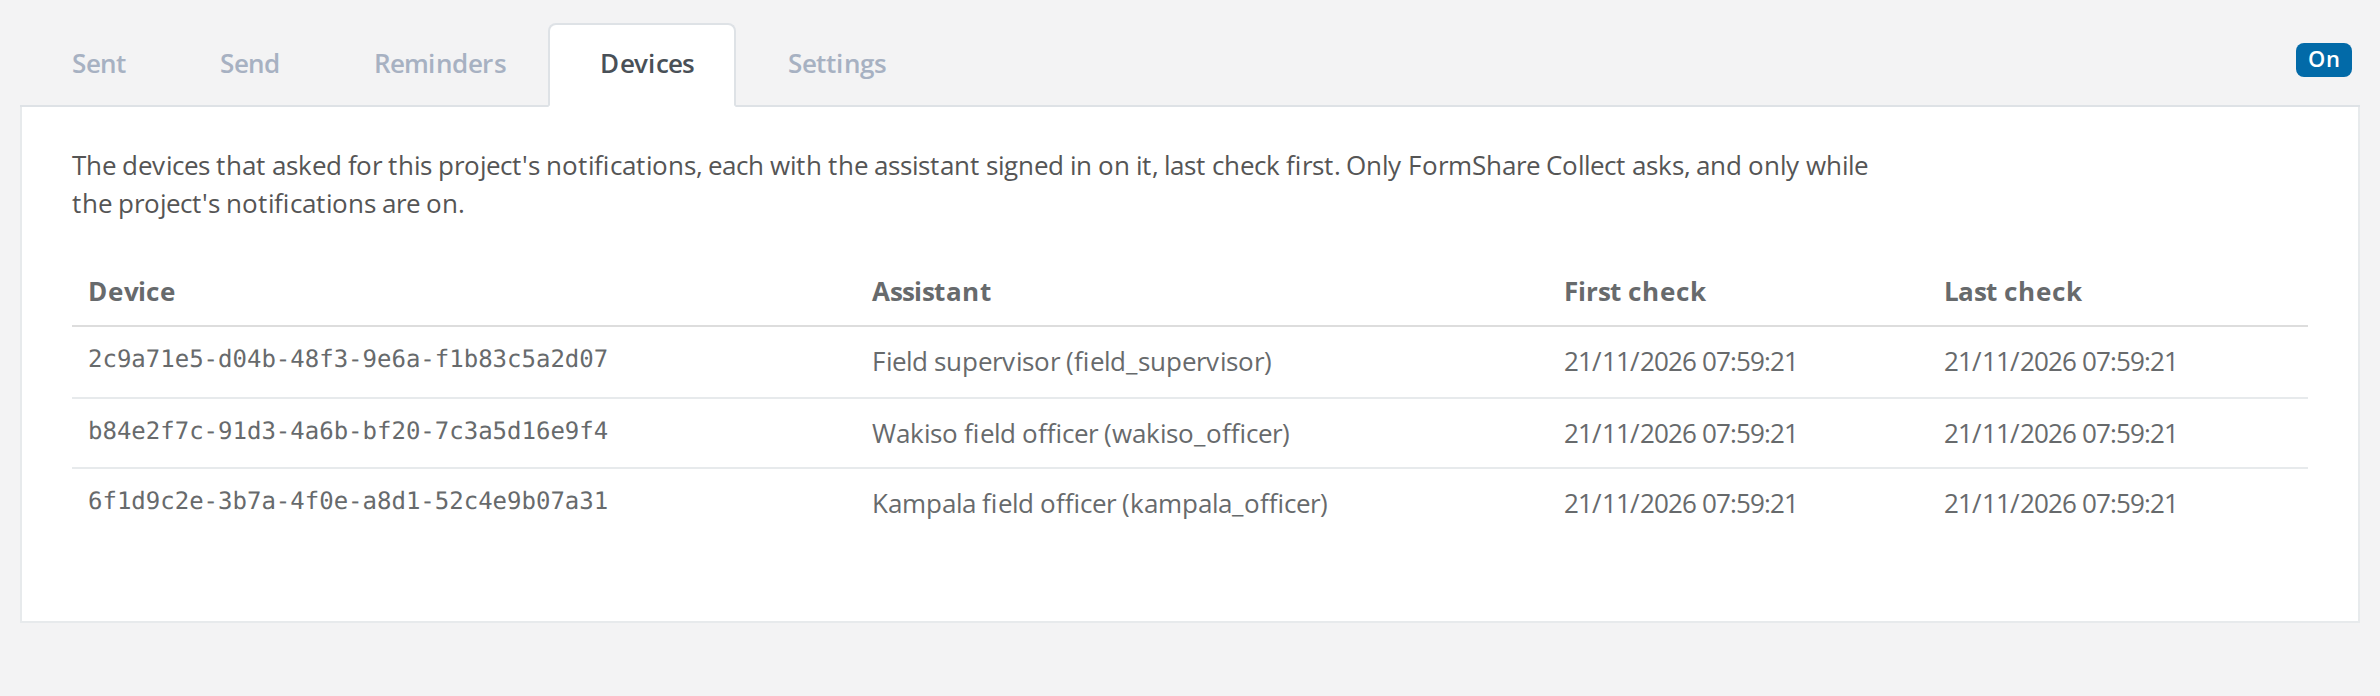 Sent Send Reminders Devices Settings On
The devices that asked for this project's notifications, each with the assistant signed in on it, last check first. Only FormShare Collect asks, and only while
the project's notifications are on.
Device Assistant First check Last check
2c9a71e5-d04b-48f3-9e6a-f1b83c5a2d07 Field supervisor (field_supervisor) 21/11/2026 07:59:21 21/11/2026 07:59:21
b84e2f7c-91d3-4a6b-bf20-7c3a5d16e9f4 Wakiso field officer (wakiso_officer) 21/11/2026 07:59:21 21/11/2026 07:59:21
6f1d9c2e-3b7a-4f0e-a8d1-52c4e9b07a31 Kampala field officer (kampala_officer) 21/11/2026 07:59:21 21/11/2026 07:59:21